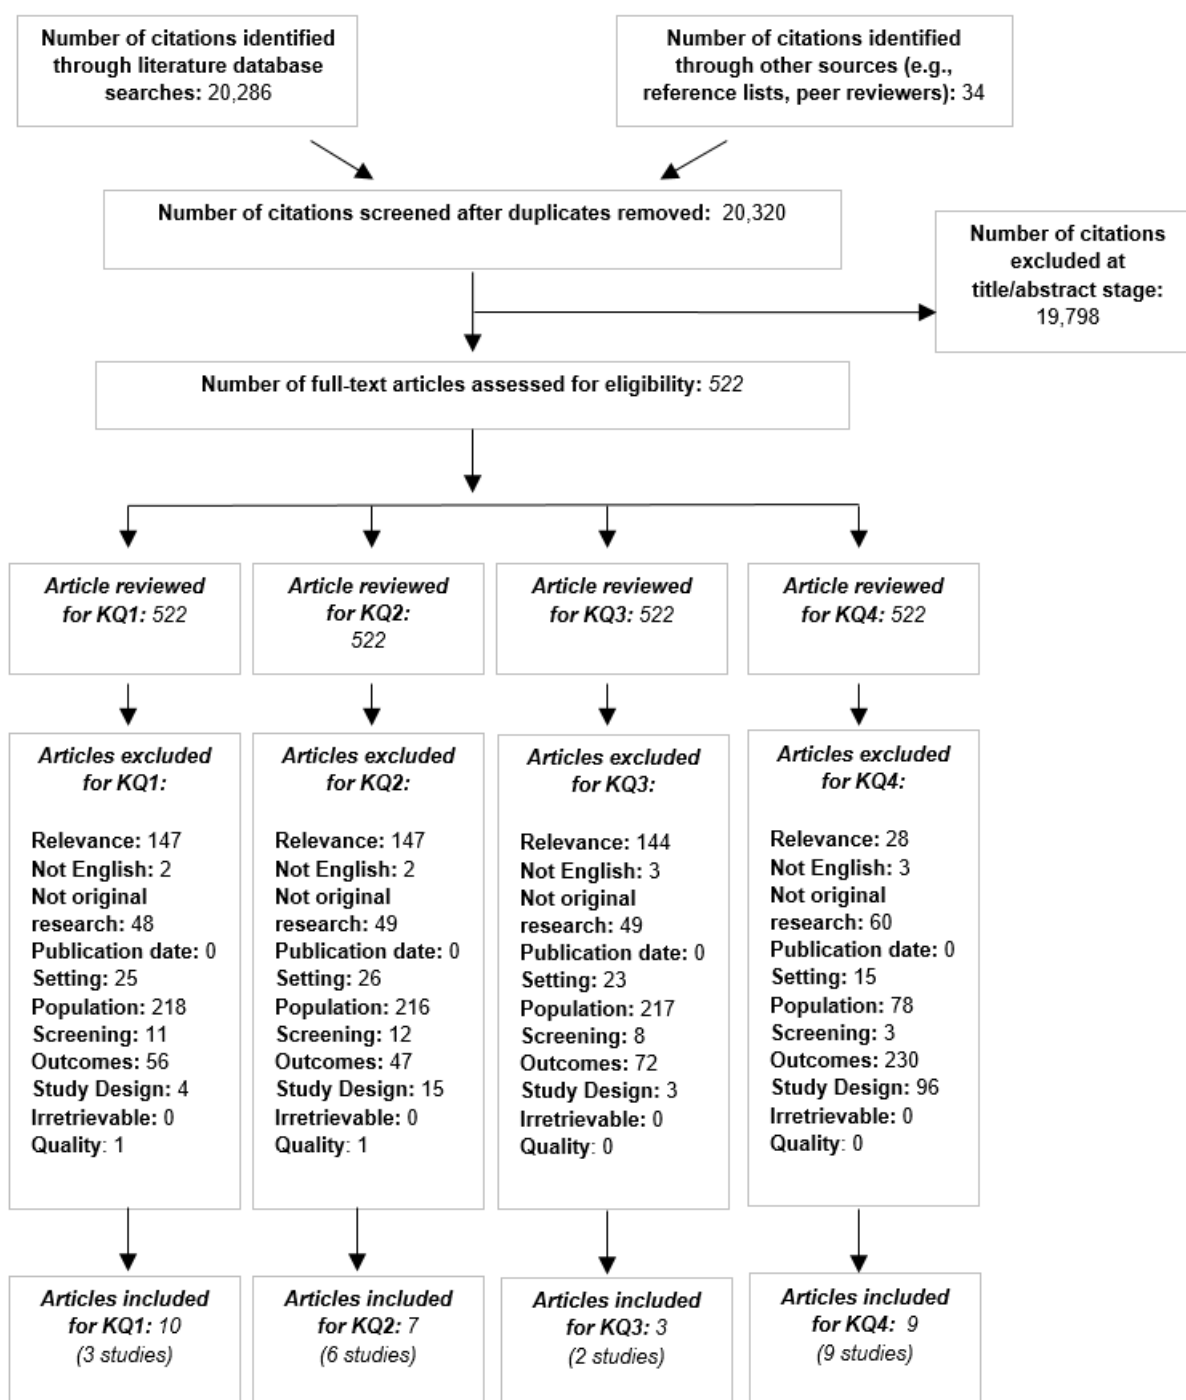 Number of citations identified
through literature database
searches: 20,286
Number of citations identified
through other sources (e.g.,
reference lists, peer reviewers): 34
Number of citations screened after duplicates removed: 20,320
Number of citations
excluded at
title/abstract stage:
19,798
Number of full-text articles assessed for eligibility: 522
Article reviewed
for KQ1: 522
Article reviewed
for KQ2:
522
Article reviewed
for KQ3: 522
Article reviewed
for KQ4: 522
Articles excluded
for KQ1:
Relevance: 147
Not English: 2
Not original
research: 48
Publication date: 0
Setting: 25
Population: 218
Screening: 11
Outcomes: 56
Study Design: 4
Irretrievable: 0
Quality: 1
Articles excluded
for KQ2:
Relevance: 147
Not English: 2
Not original
research: 49
Publication date: 0
Setting: 26
Population: 216
Screening: 12
Outcomes: 47
Study Design: 15
Irretrievable: 0
Quality: 1
Articles excluded
for KQ3:
Relevance: 144
Not English: 3
Not original
research: 49
Publication date: 0
Setting: 23
Population: 217
Screening: 8
Outcomes: 72
Study Design: 3
Irretrievable: 0
Quality: 0
Articles excluded
for KQ4:
Relevance: 28
Not English: 3
Not original
research: 60
Publication date: 0
Setting: 15
Population: 78
Screening: 3
Outcomes: 230
Study Design: 96
Irretrievable: 0
Quality: 0
Articles included
for KQ1: 10
(3 studies)
Articles included
for KQ2: 7
(6 studies)
Articles included
for KQ3: 3
(2 studies)
Articles included
for KQ4: 9
(9 studies)